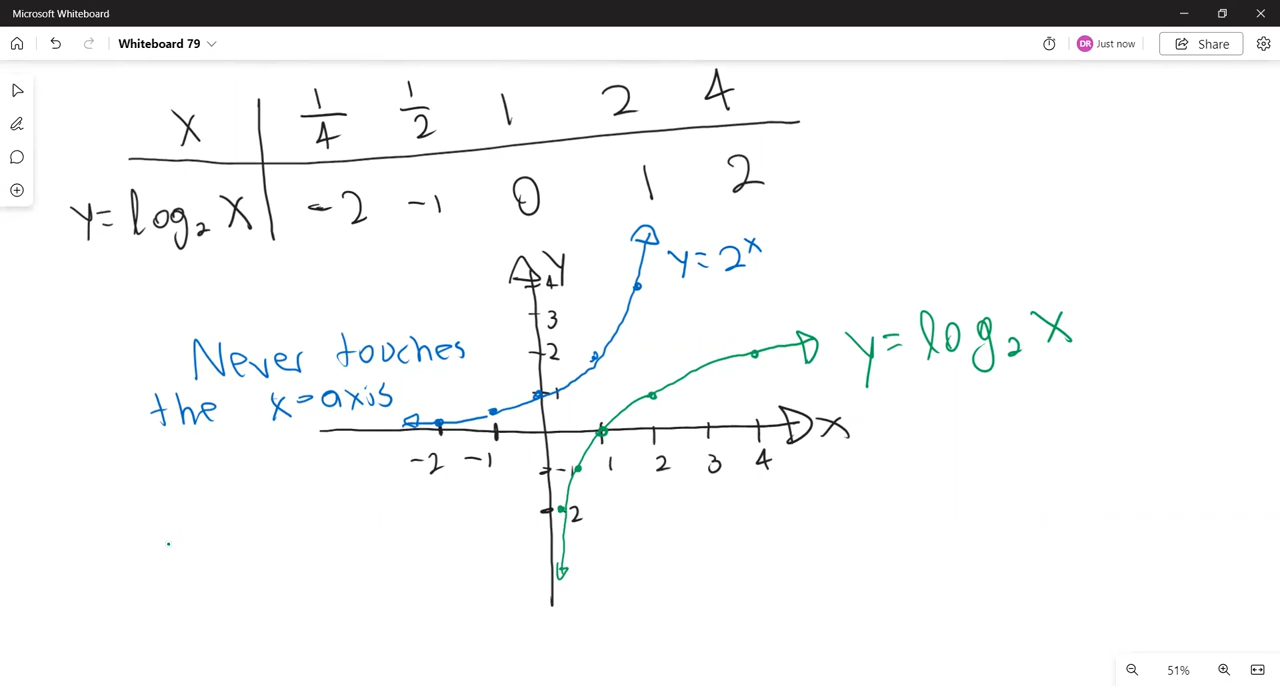 Microsoft Whiteboard
Whiteboard 79
DR Just now
Share
X 1/4 1/2 1 2 4
y = log₂ X -2 -1 0 1 2
y = 2^x
Y
4
3
2
1
Never touches
the x-axis
y = log₂ X
X
-2 -1 1 2 3 4
-1
2
51%